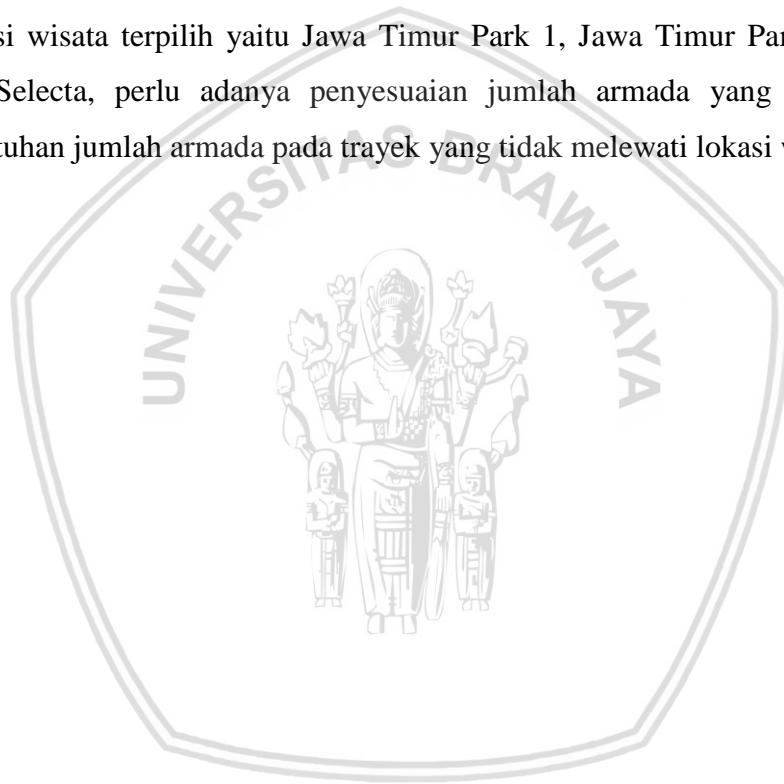 si wisata terpilih yaitu Jawa Timur Park 1, Jawa Timur Par
Selecta, perlu adanya penyesuaian jumlah armada yang
tuhan jumlah armada pada trayek yang tidak melewati lokasi
UNIVERSITAS BRAWIJAYA